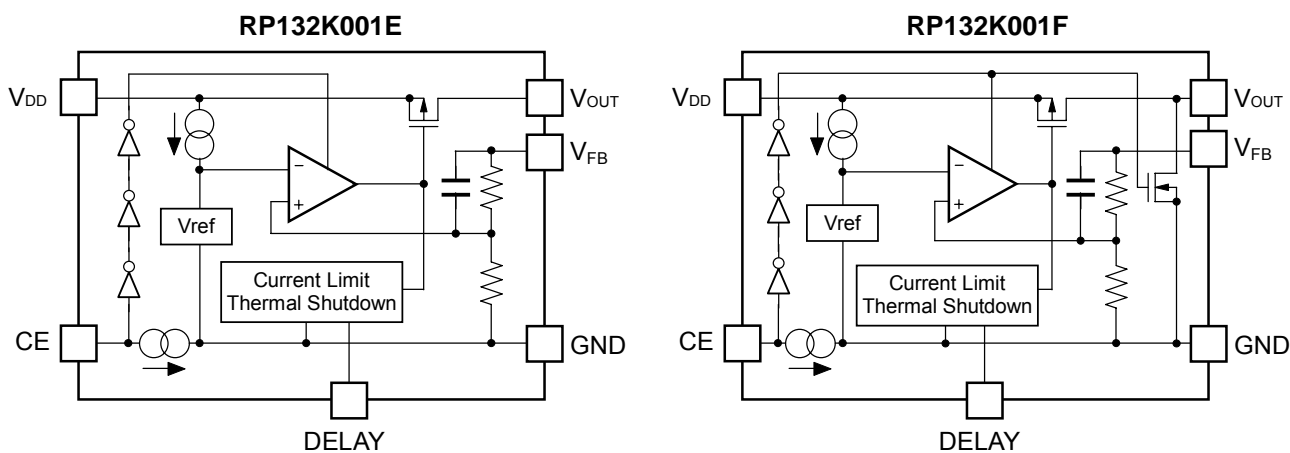 RP132K001E
VDD
VOUT
VFB
−
+
Vref
Current Limit
Thermal Shutdown
CE
GND
DELAY
RP132K001F
VDD
VOUT
VFB
−
+
Vref
Current Limit
Thermal Shutdown
CE
GND
DELAY